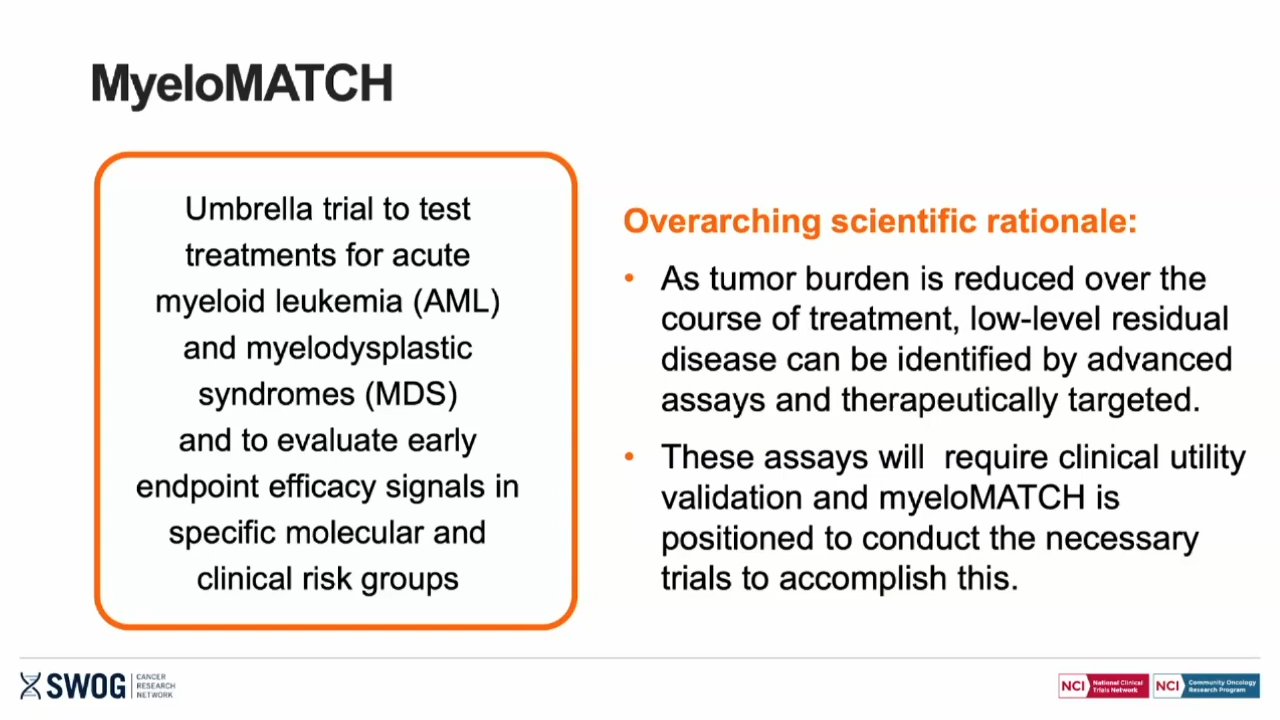 MyeloMATCH
Umbrella trial to test
treatments for acute
myeloid leukemia (AML)
and myelodysplastic
syndromes (MDS)
and to evaluate early
endpoint efficacy signals in
specific molecular and
clinical risk groups
Overarching scientific rationale:
• As tumor burden is reduced over the
course of treatment, low-level residual
disease can be identified by advanced
assays and therapeutically targeted.
• These assays will  require clinical utility
validation and myeloMATCH is
positioned to conduct the necessary
trials to accomplish this.
SWOG
CANCER
RESEARCH
NETWORK
NCI
National Clinical
Trials Network
NCI
Community Oncology
Research Program